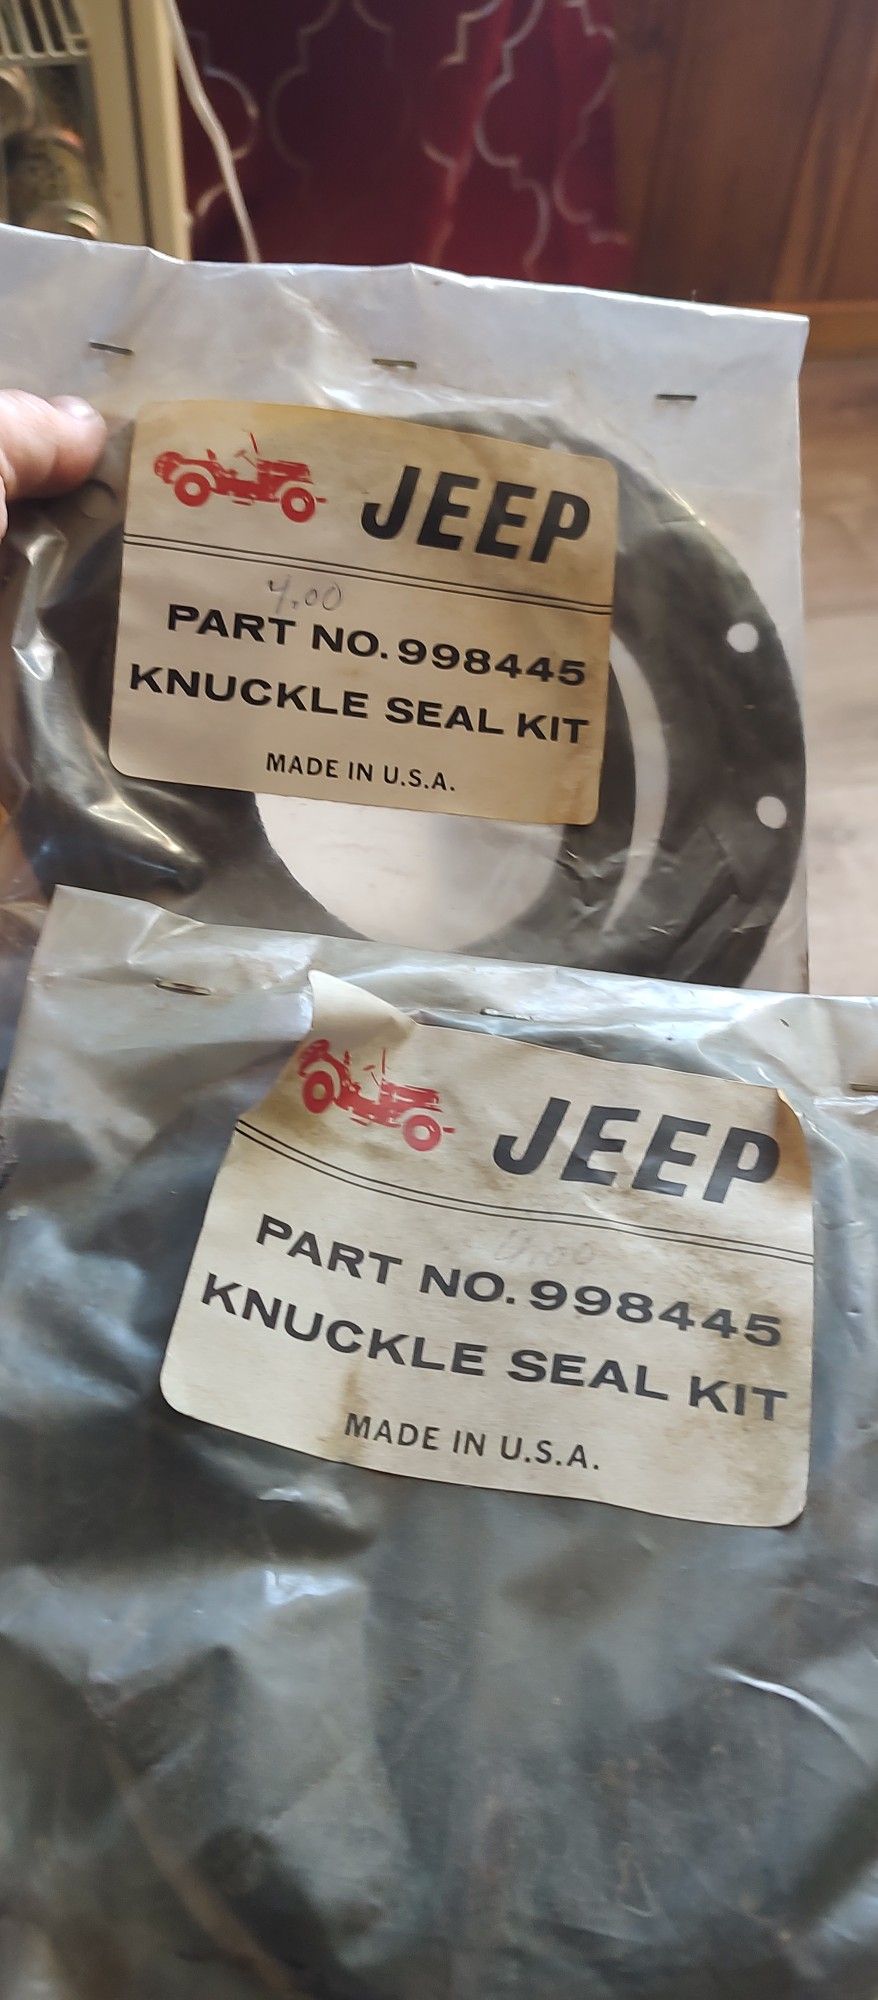 JEEP
4.00
PART NO. 998445
KNUCKLE SEAL KIT
MADE IN U.S.A.
JEEP
PART NO. 998445
KNUCKLE SEAL KIT
MADE IN U.S.A.